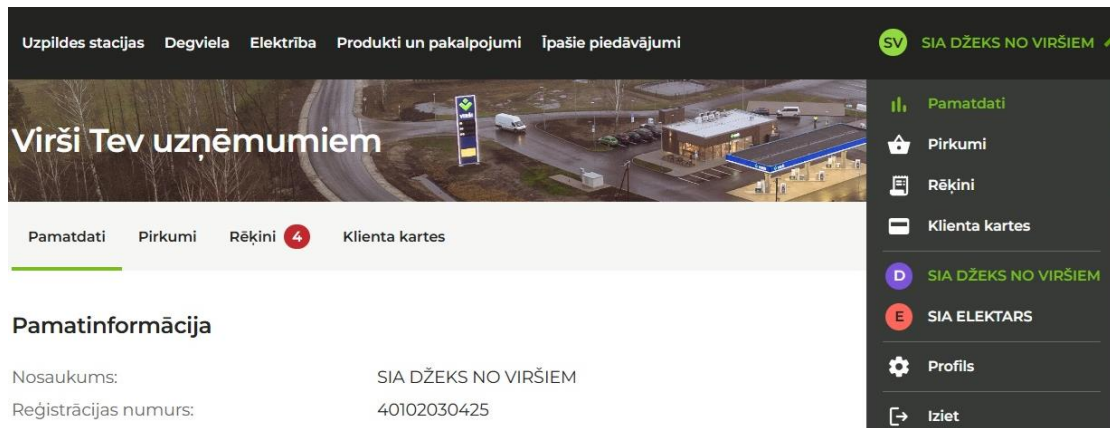 Uzpildes stacijas Degviela Elektrība Produkti un pakalpojumi Īpašie piedāvājumi SV SIA DŽEKS NO VIRŠIEM
Virši Tev uzņēmumiem
Pamatdati Pirkumi Rēķini 4 Klienta kartes
Pamatinformācija
Nosaukums: SIA DŽEKS NO VIRŠIEM
Reģistrācijas numurs: 40102030425
Pamatdati
Pirkumi
Rēķini
Klienta kartes
D SIA DŽEKS NO VIRŠIEM
E SIA ELEKTARS
Profils
Iziet